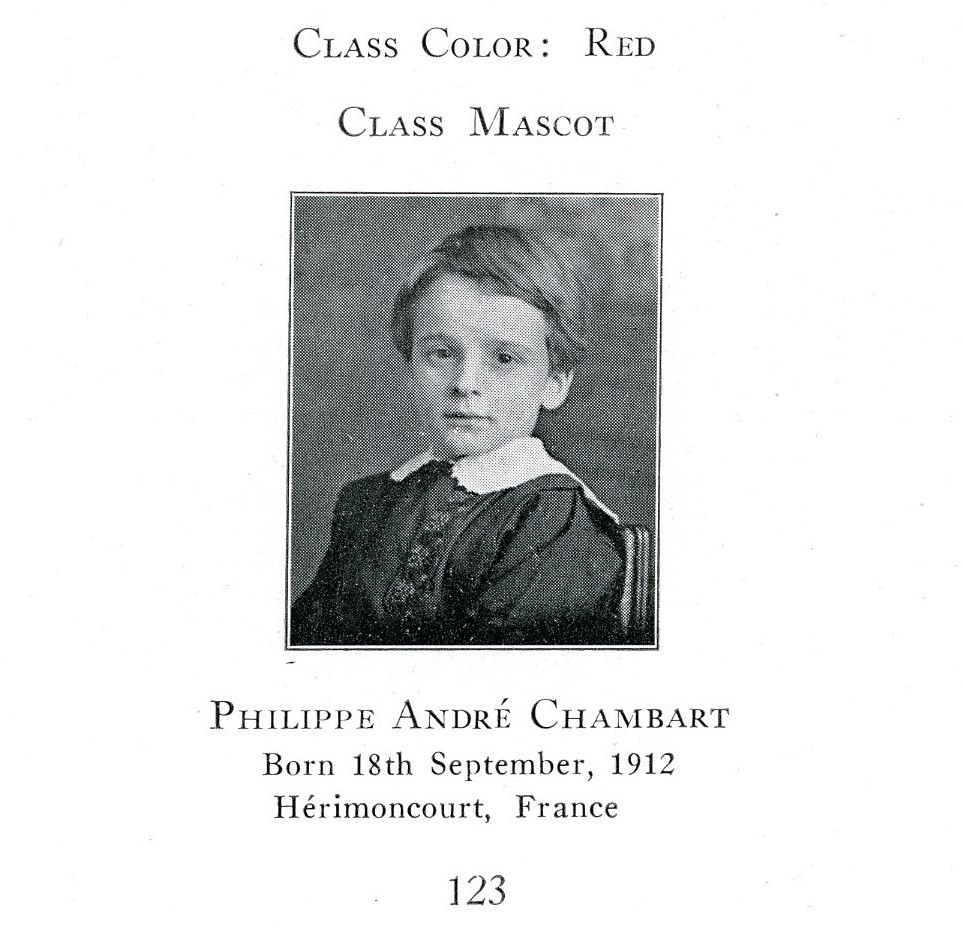 CLASS COLOR: RED
CLASS MASCOT
PHILIPPE ANDRÉ CHAMBART
Born 18th September, 1912
Hérimoncourt, France
123